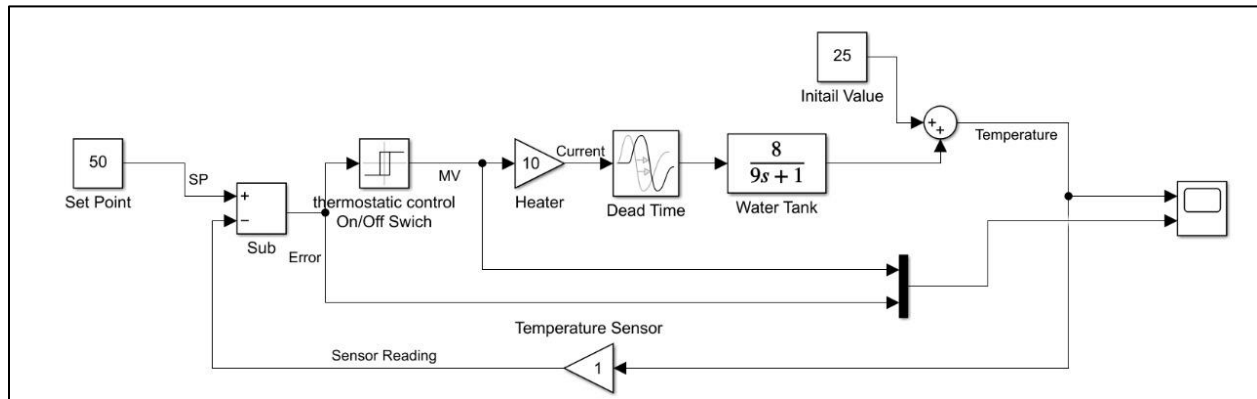 25
Initail Value
Temperature
50
SP
Set Point
+
−
Sub
Error
thermostatic control
On/Off Swich
MV
10
Heater
Current
Dead Time
8
9s + 1
Water Tank
+
+
Temperature Sensor
1
Sensor Reading